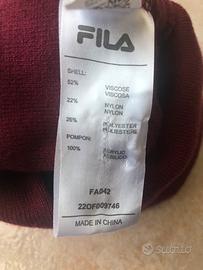 FILA
SHELL:
52% VISCOSE
VISCOSA
22% NYLON
NYLON
26% POLYESTER
POLIESTERE
POMPON:
100% ACRYLIC
ACRILICO
FA042
22OF009746
MADE IN CHINA
subito